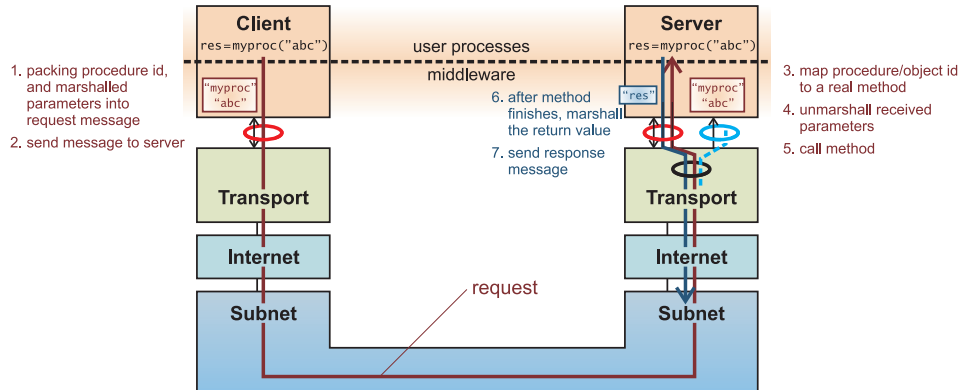 Client
res=myproc("abc")
Server
res=myproc("abc")
user processes
middleware
1. packing procedure id,
and marshalled
parameters into
request message
2. send message to server
“myproc”
“abc”
6. after method
finishes, marshall
the return value
7. send response
message
“res”
“myproc”
“abc”
3. map procedure/object id
to a real method
4. unmarshall received
parameters
5. call method
Transport
Transport
Internet
Internet
request
Subnet
Subnet